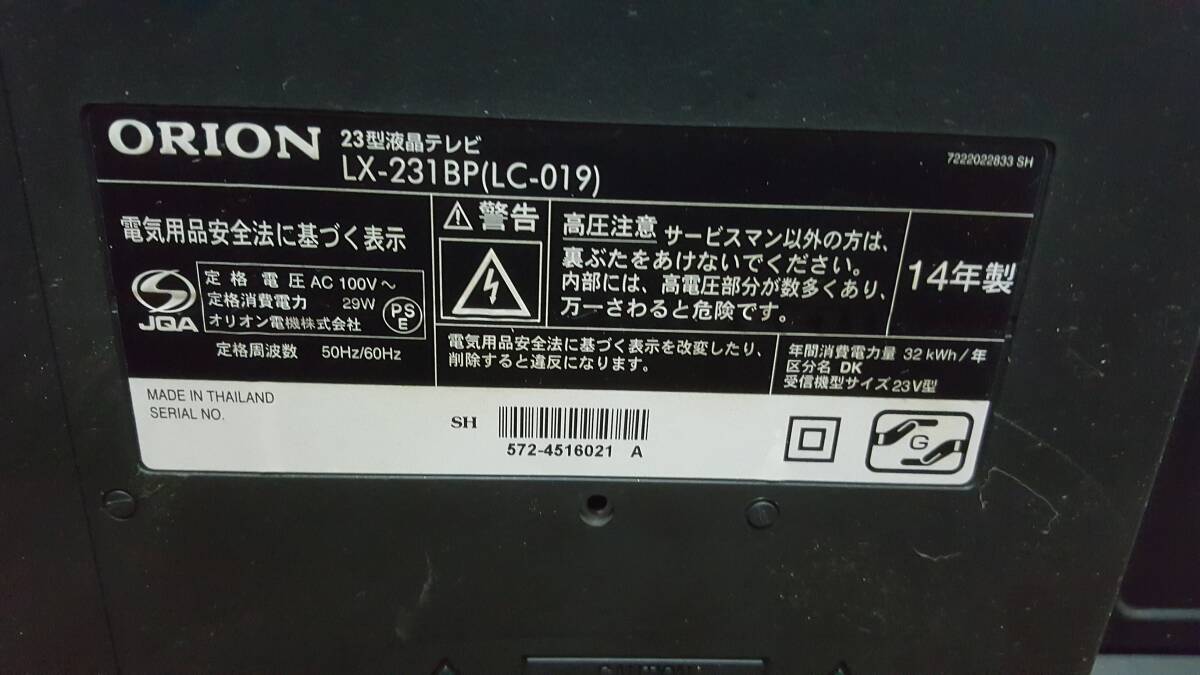 ORION
23型液晶テレビ
LX-231BP(LC-019)
7222022833 SH
電気用品安全法に基づく表示
JQA
定格電圧 AC 100V～
定格消費電力 29W
オリオン電機株式会社
PS
E
定格周波数 50Hz/60Hz
警告
高圧注意 サービスマン以外の方は、
裏ぶたをあけないでください。
内部には、高電圧部分が数多くあり、
万一さわると危険です。
14年製
電気用品安全法に基づく表示を改変したり、
削除すると違反になります。
年間消費電力量 32 kWh/年
区分名 DK
受信機型サイズ 23V型
MADE IN THAILAND
SERIAL NO.
SH
572-4516021 A
G